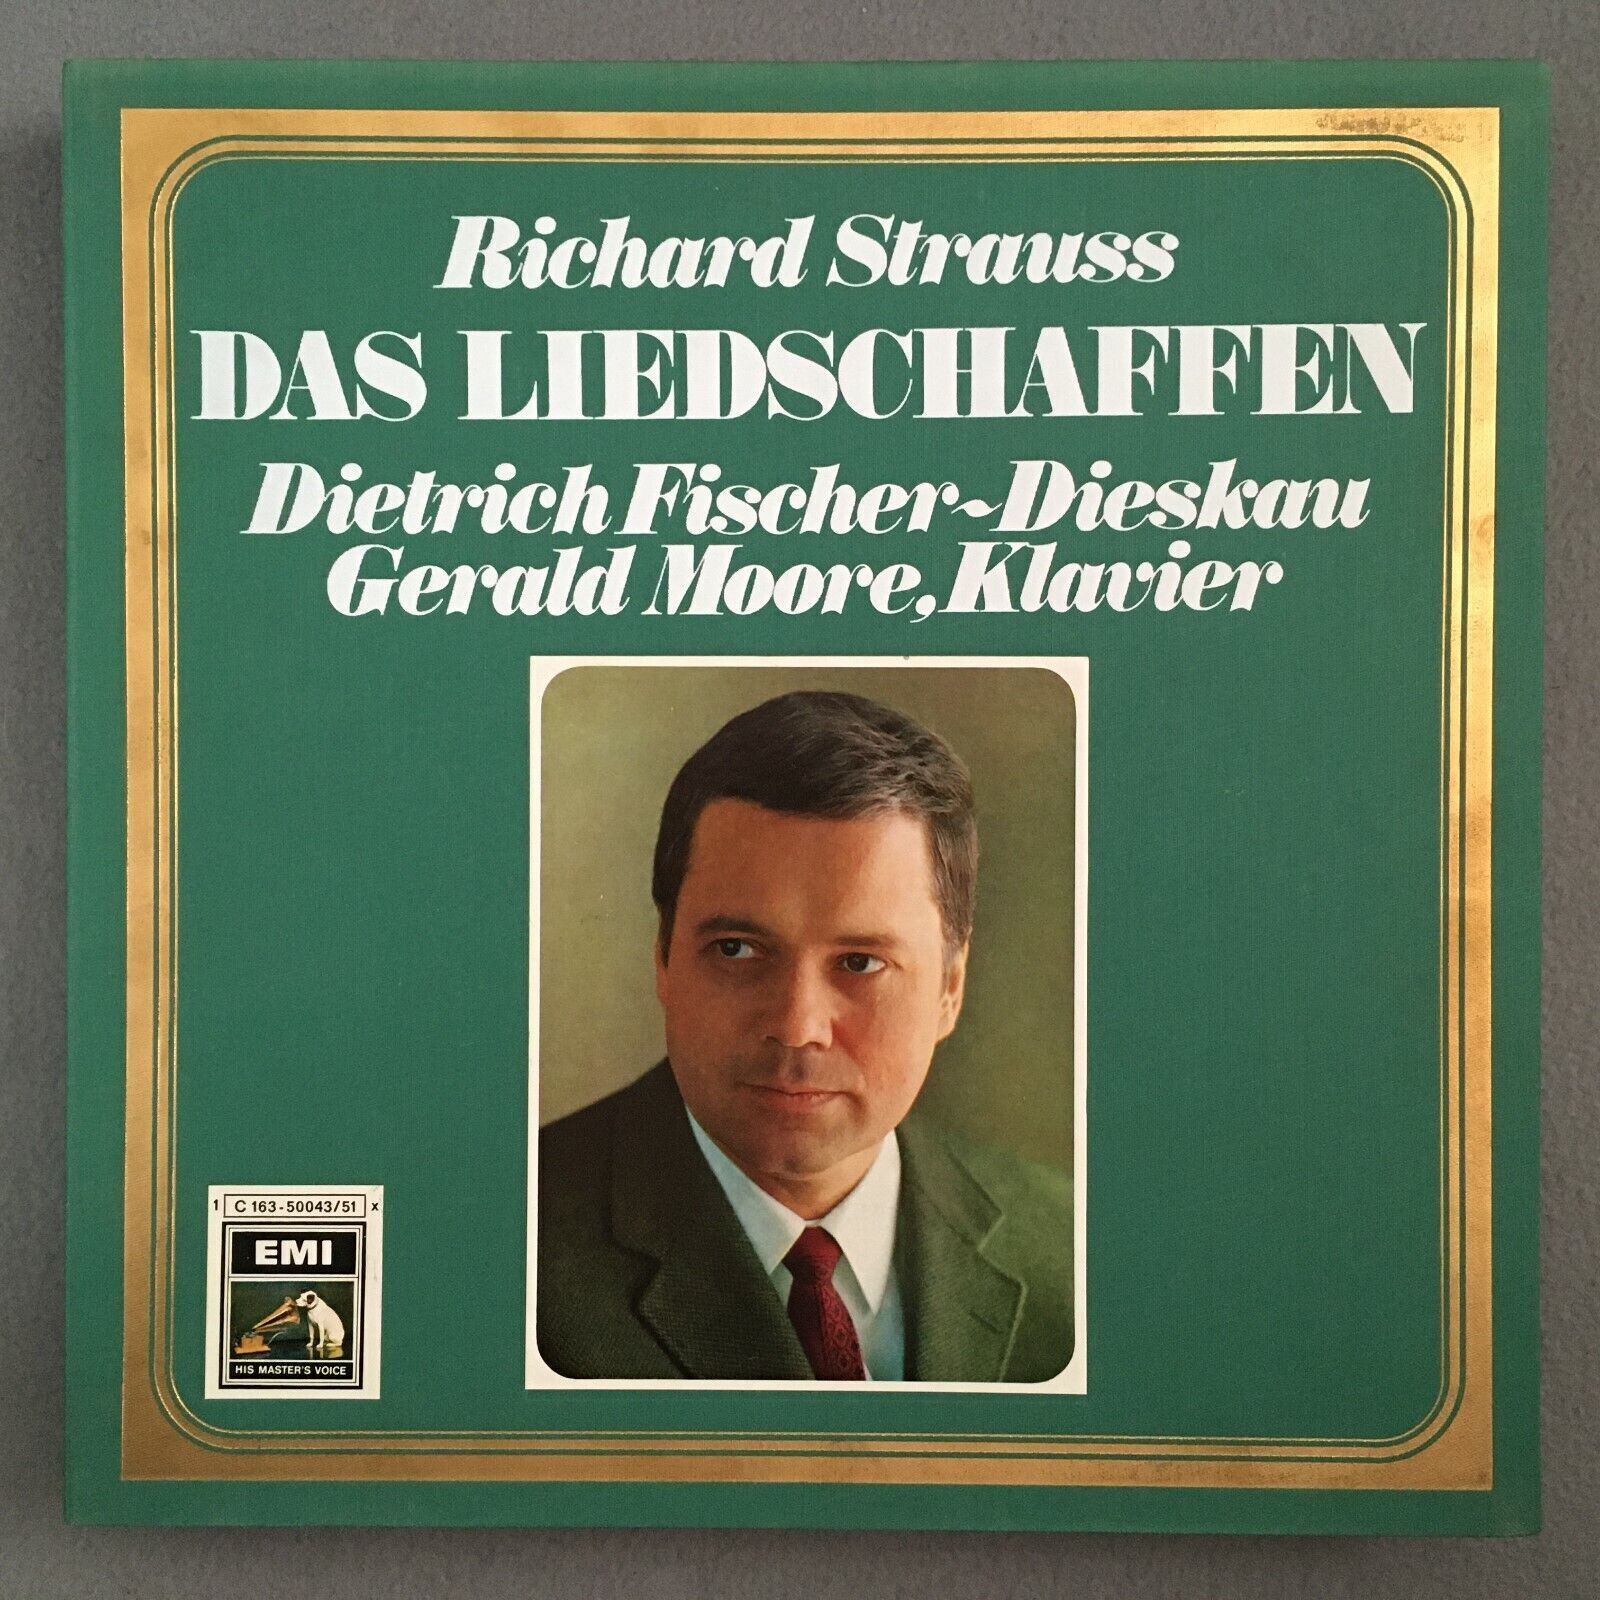 Richard Strauss
DAS LIEDSCHAFFEN
Dietrich Fischer-Dieskau
Gerald Moore, Klavier
1 C 163-50043/51 x
EMI
HIS MASTER'S VOICE